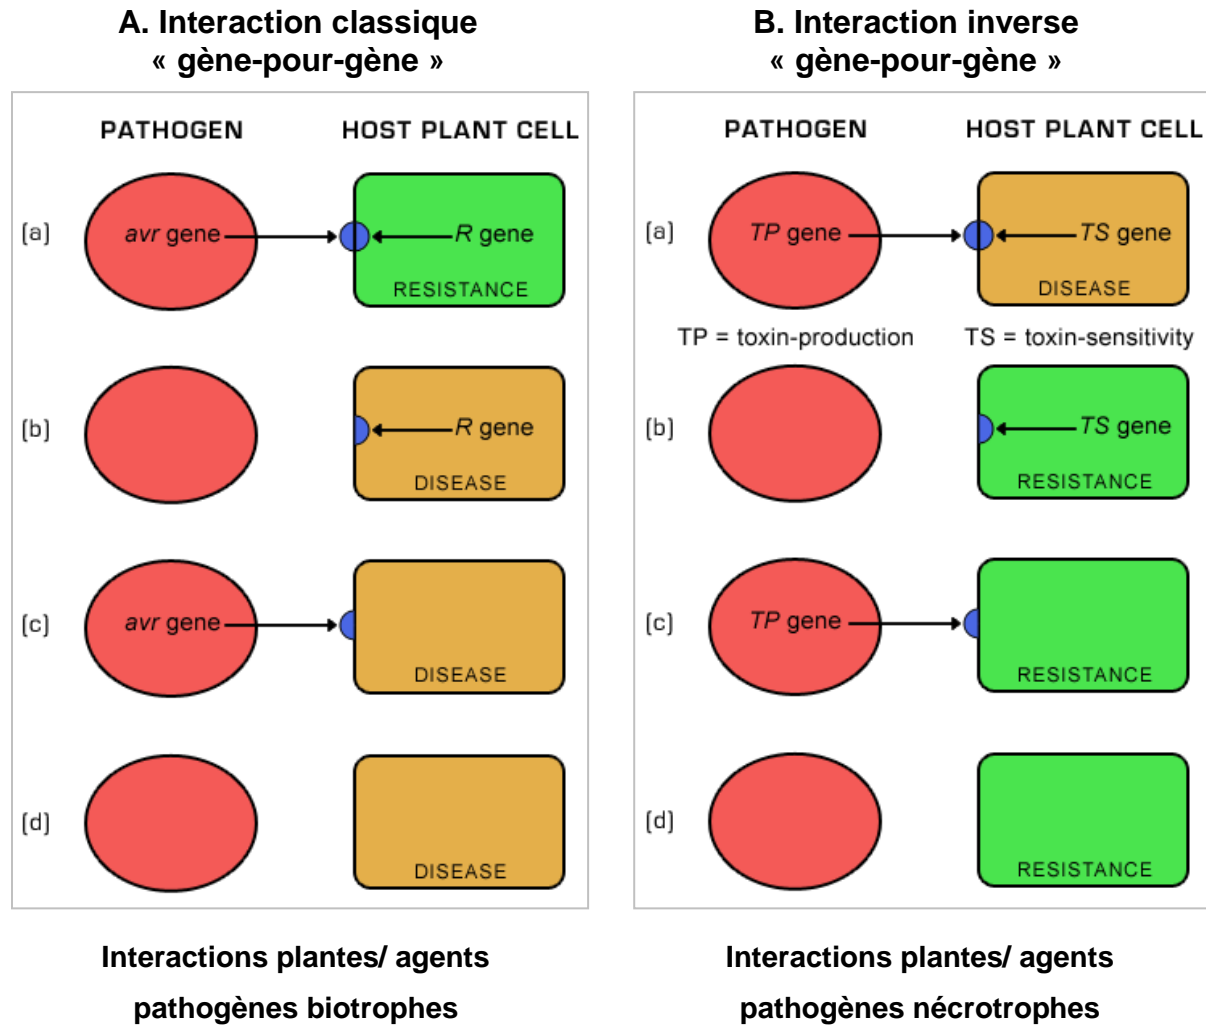 A. Interaction classique
« gène-pour-gène »
PATHOGEN HOST PLANT CELL
(a) avr gene R gene
RESISTANCE
(b) R gene
DISEASE
(c) avr gene
DISEASE
(d)
DISEASE
Interactions plantes/ agents
pathogènes biotrophes
B. Interaction inverse
« gène-pour-gène »
PATHOGEN HOST PLANT CELL
(a) TP gene TS gene
DISEASE
TP = toxin-production TS = toxin-sensitivity
(b) TS gene
RESISTANCE
(c) TP gene
RESISTANCE
(d)
RESISTANCE
Interactions plantes/ agents
pathogènes nécrotrophes